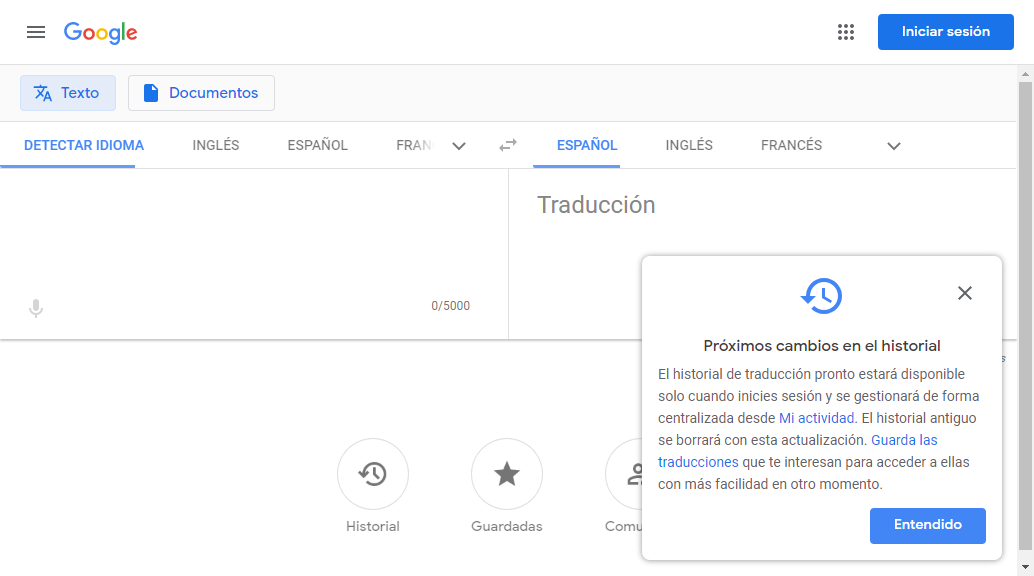 Google
Iniciar sesión
Texto
Documentos
DETECTAR IDIOMA INGLÉS ESPAÑOL FRAN
ESPAÑOL INGLÉS FRANCÉS
Traducción
0/5000
Próximos cambios en el historial
El historial de traducción pronto estará disponible
solo cuando inicies sesión y se gestionará de forma
centralizada desde Mi actividad. El historial antiguo
se borrará con esta actualización. Guarda las
traducciones que te interesan para acceder a ellas
con más facilidad en otro momento.
Entendido
Historial
Guardadas
Comu